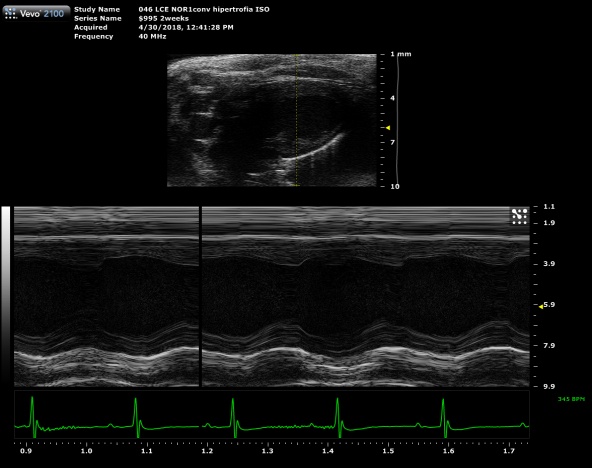 Vevo 2100
Study Name 046 LCE NOR1conv hipertrofia ISO
Series Name S995 2weeks
Acquired 4/30/2018, 12:41:28 PM
Frequency 40 MHz
1 mm
4
7
10
1.1
1.9
3.9
5.9
7.9
9.9
345 BPM
0.9 1.0 1.1 1.2 1.3 1.4 1.5 1.6 1.7